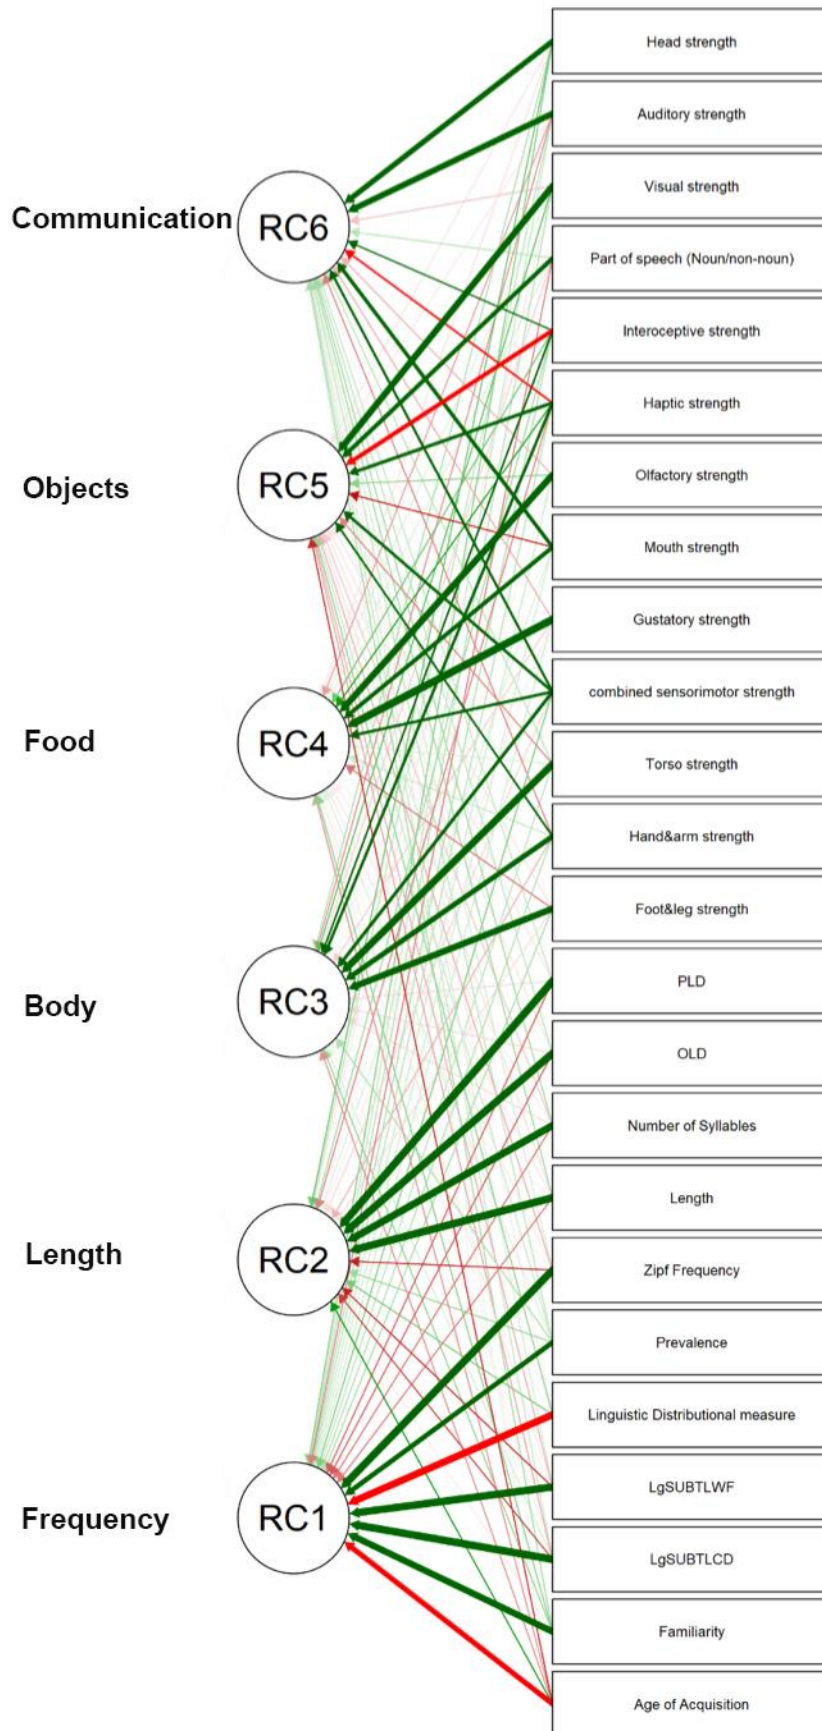 Head strength
Auditory strength
Visual strength
Communication
RC6
Part of speech (Noun/non-noun)
Interoceptive strength
Haptic strength
Objects
RC5
Olfactory strength
Mouth strength
Gustatory strength
combined sensorimotor strength
Food
RC4
Torso strength
Hand&arm strength
Foot&leg strength
Body
RC3
PLD
OLD
Number of Syllables
Length
Length
RC2
Zipf Frequency
Prevalence
Linguistic Distributional measure
LgSUBTLWF
Frequency
RC1
LgSUBTLCD
Familiarity
Age of Acquisition